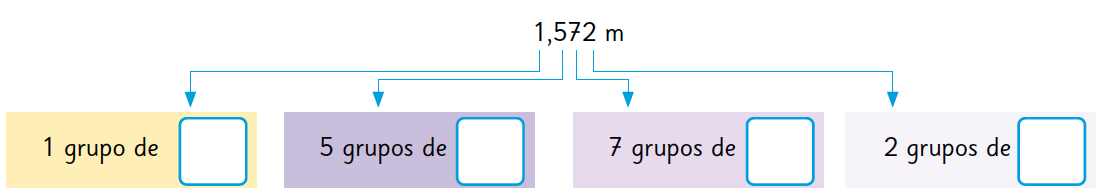 1,572 m
1 grupo de
5 grupos de
7 grupos de
2 grupos de